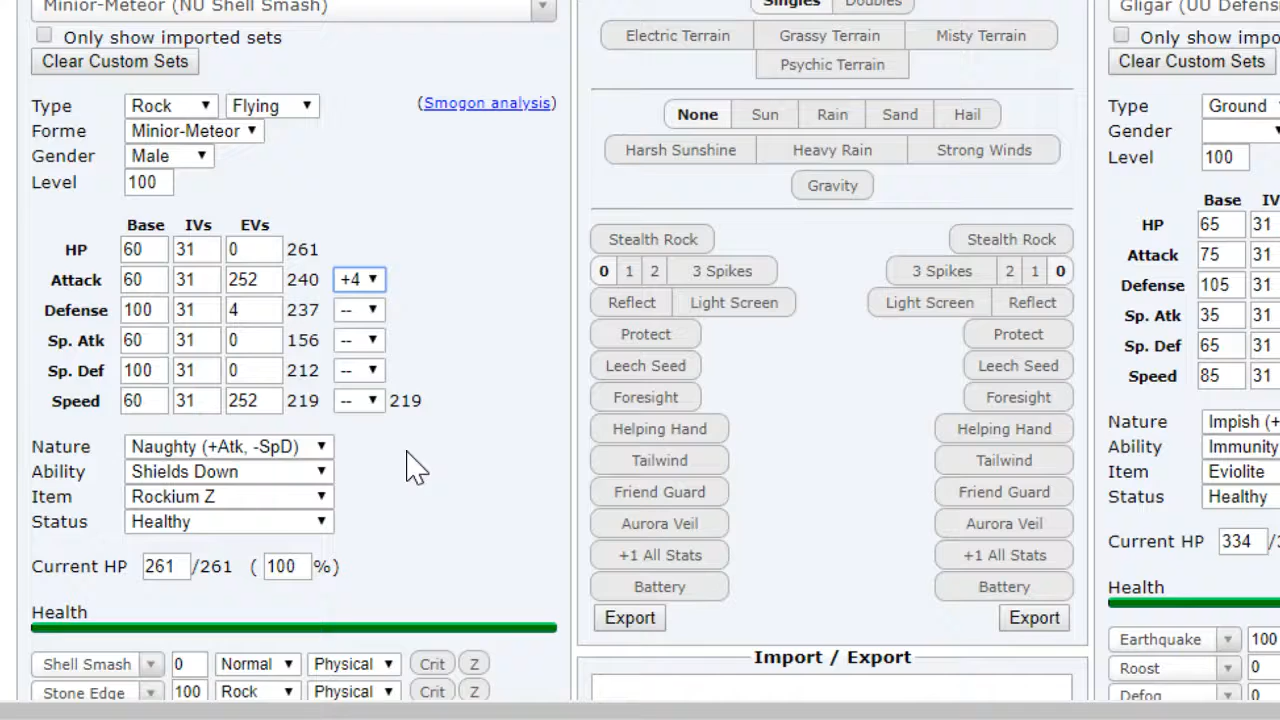 Minior-Meteor (NU Shell Smash)
Only show imported sets
Clear Custom Sets
Type Rock Flying (Smogon analysis)
Forme Minior-Meteor
Gender Male
Level 100
Base IVs EVs
HP 60 31 0 261
Attack 60 31 252 240 +4
Defense 100 31 4 237 --
Sp. Atk 60 31 0 156 --
Sp. Def 100 31 0 212 --
Speed 60 31 252 219 -- 219
Nature Naughty (+Atk, -SpD)
Ability Shields Down
Item Rockium Z
Status Healthy
Current HP 261 /261 ( 100 %)
Health
Shell Smash 0 Normal Physical Crit Z
Stone Edge 100 Rock Physical Crit Z
Singles Doubles
Electric Terrain Grassy Terrain Misty Terrain
Psychic Terrain
None Sun Rain Sand Hail
Harsh Sunshine Heavy Rain Strong Winds
Gravity
Stealth Rock Stealth Rock
0 1 2 3 Spikes 3 Spikes 2 1 0
Reflect Light Screen Light Screen Reflect
Protect Protect
Leech Seed Leech Seed
Foresight Foresight
Helping Hand Helping Hand
Tailwind Tailwind
Friend Guard Friend Guard
Aurora Veil Aurora Veil
+1 All Stats +1 All Stats
Battery Battery
Export Export
Import / Export
Gligar (UU Defens
Only show impo
Clear Custom Sets
Type Ground
Gender
Level 100
Base IV
HP 65 31
Attack 75 31
Defense 105 31
Sp. Atk 35 31
Sp. Def 65 31
Speed 85 31
Nature Impish (+
Ability Immunity
Item Eviolite
Status Healthy
Current HP 334 /3
Health
Earthquake 100
Roost 0
Defog 0